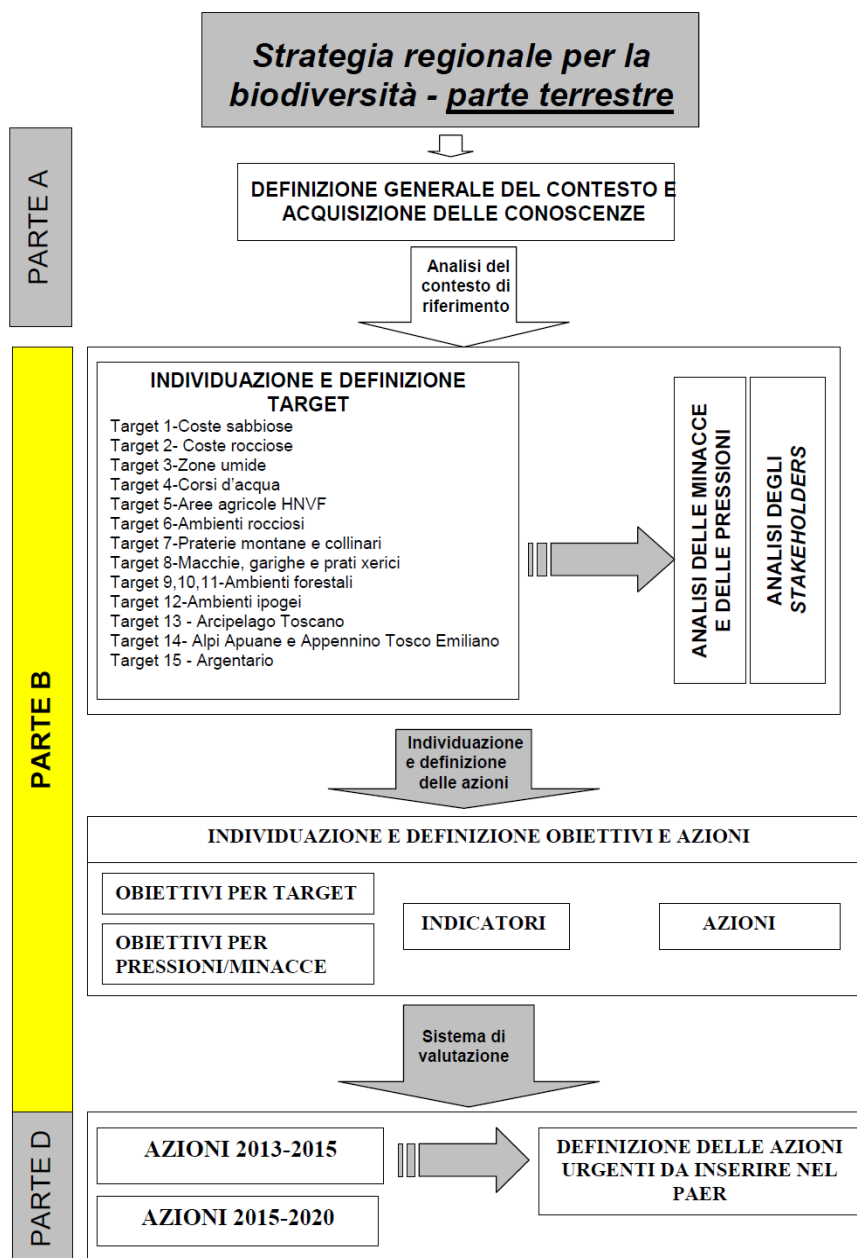 Strategia regionale per la
biodiversità - parte terrestre
PARTE A
DEFINIZIONE GENERALE DEL CONTESTO E
ACQUISIZIONE DELLE CONOSCENZE
Analisi del
contesto di
riferimento
PARTE B
INDIVIDUAZIONE E DEFINIZIONE
TARGET
Target 1-Coste sabbiose
Target 2- Coste rocciose
Target 3-Zone umide
Target 4-Corsi d'acqua
Target 5-Aree agricole HNVF
Target 6-Ambienti rocciosi
Target 7-Praterie montane e collinari
Target 8-Macchie, garighe e prati xerici
Target 9,10,11-Ambienti forestali
Target 12-Ambienti ipogei
Target 13 - Arcipelago Toscano
Target 14- Alpi Apuane e Appennino Tosco Emiliano
Target 15 - Argentario
ANALISI DELLE MINACCE
E DELLE PRESSIONI
ANALISI DEGLI
STAKEHOLDERS
Individuazione
e definizione
delle azioni
INDIVIDUAZIONE E DEFINIZIONE OBIETTIVI E AZIONI
OBIETTIVI PER TARGET
OBIETTIVI PER
PRESSIONI/MINACCE
INDICATORI
AZIONI
Sistema di
valutazione
PARTE D
AZIONI 2013-2015
AZIONI 2015-2020
DEFINIZIONE DELLE AZIONI
URGENTI DA INSERIRE NEL
PAER